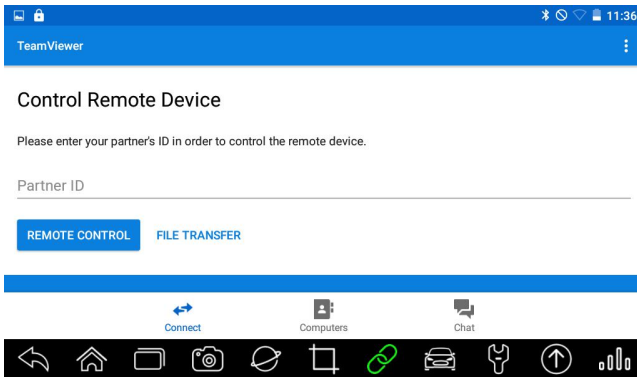 11:36
TeamViewer
Control Remote Device
Please enter your partner's ID in order to control the remote device.
Partner ID
REMOTE CONTROL FILE TRANSFER
Connect Computers Chat